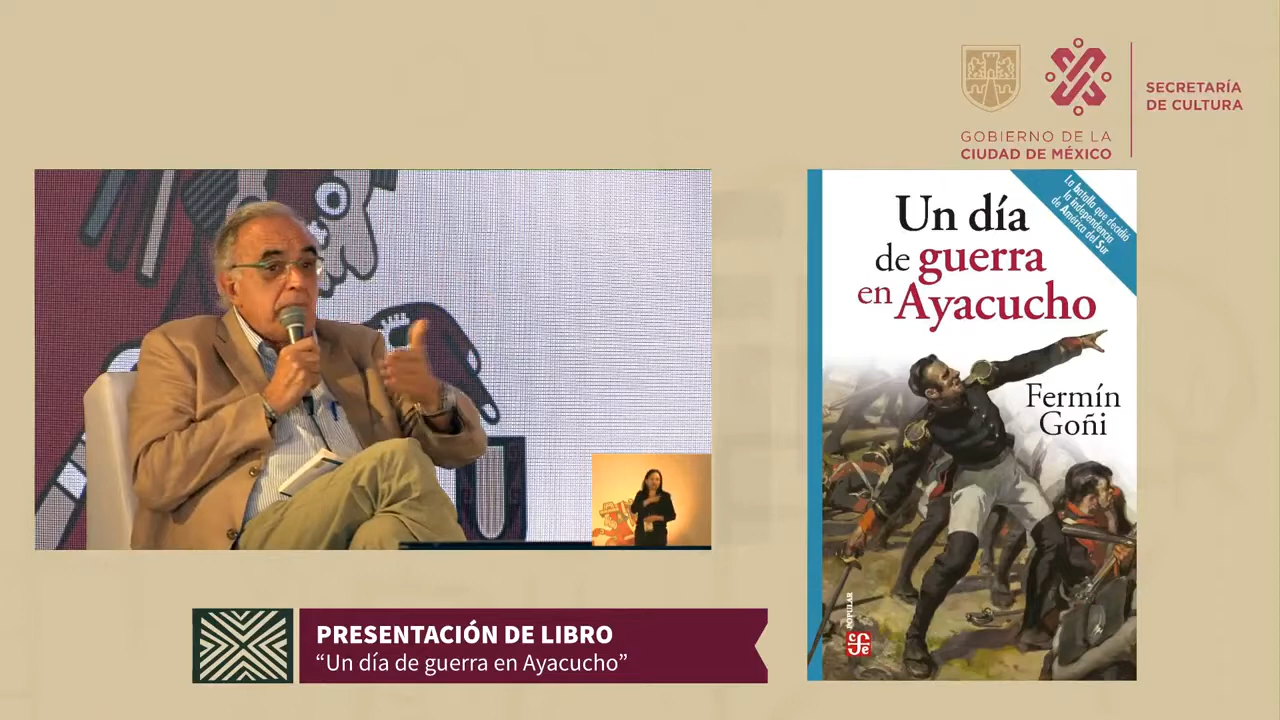 GOBIERNO DE LA
CIUDAD DE MÉXICO
SECRETARÍA
DE CULTURA
La batalla que decidió
la independencia
de América del Sur
Un día
de guerra
en Ayacucho
Fermín
Goñi
POPULAR
fce
PRESENTACIÓN DE LIBRO
“Un día de guerra en Ayacucho”